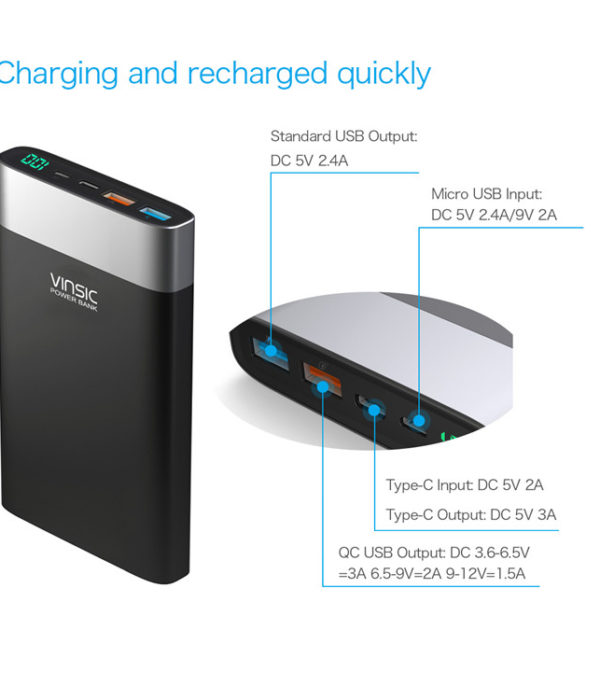 Charging and recharged quickly
Standard USB Output:
DC 5V 2.4A
Micro USB Input:
DC 5V 2.4A/9V 2A
100
VINSIC
POWER BANK
Type-C Input: DC 5V 2A
Type-C Output: DC 5V 3A
QC USB Output: DC 3.6-6.5V
=3A 6.5-9V=2A 9-12V=1.5A